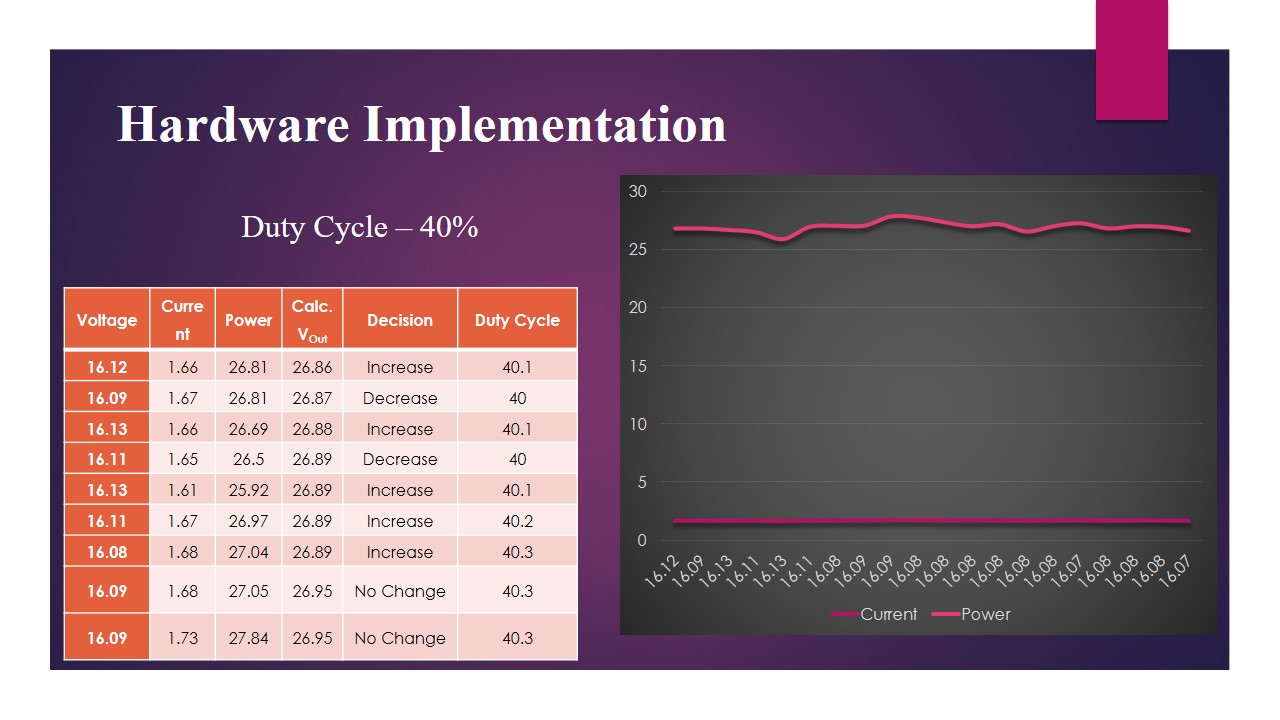 Hardware Implementation
Duty Cycle – 40%
Voltage Current Power Calc. VOut Decision Duty Cycle
16.12 1.66 26.81 26.86 Increase 40.1
16.09 1.67 26.81 26.87 Decrease 40
16.13 1.66 26.69 26.88 Increase 40.1
16.11 1.65 26.5 26.89 Decrease 40
16.13 1.61 25.92 26.89 Increase 40.1
16.11 1.67 26.97 26.89 Increase 40.2
16.08 1.68 27.04 26.89 Increase 40.3
16.09 1.68 27.05 26.95 No Change 40.3
16.09 1.73 27.84 26.95 No Change 40.3
30
25
20
15
10
5
0
16.12 16.09 16.13 16.11 16.13 16.11 16.08 16.09 16.09 16.08 16.08 16.08 16.08 16.08 16.08 16.07 16.08 16.08 16.08 16.07
Current Power